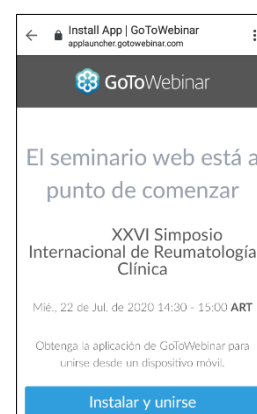 Install App | GoToWebinar
applauncher.gotowebinar.com
GoToWebinar
El seminario web está a
punto de comenzar
XXVI Simposio
Internacional de Reumatología
Clínica
Mié., 22 de Jul. de 2020 14:30 - 15:00 ART
Obtenga la aplicación de GoToWebinar para
unirse desde un dispositivo móvil.
Instalar y unirse